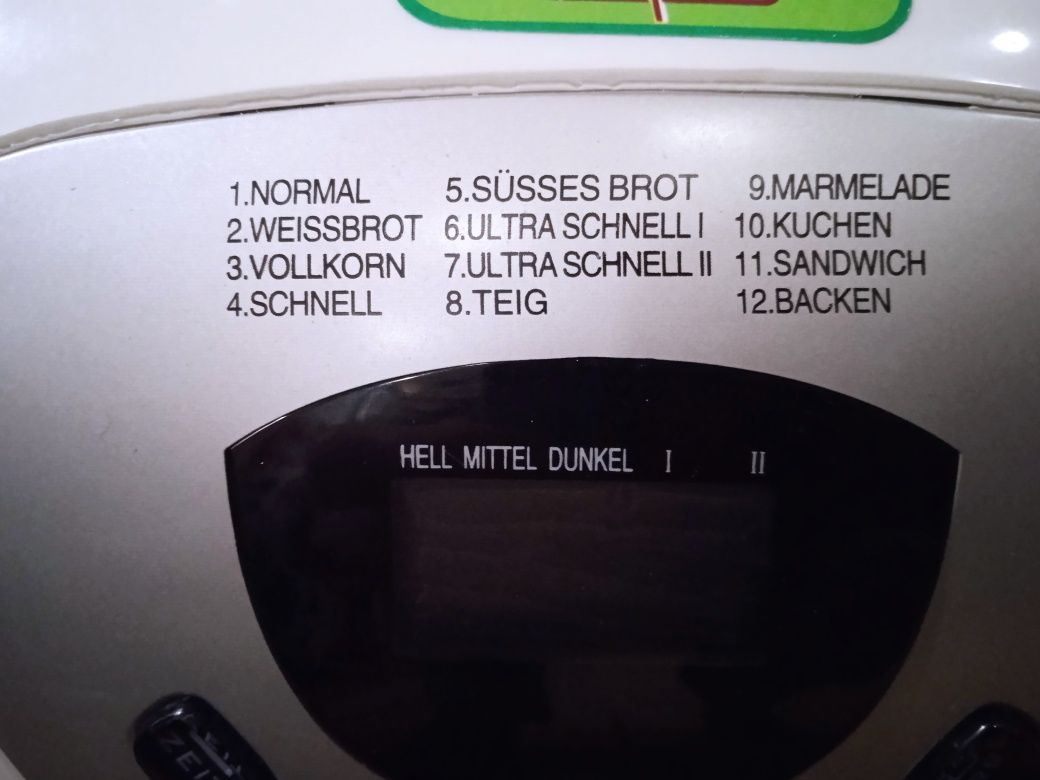 1.NORMAL
2.WEISSBROT
3.VOLLKORN
4.SCHNELL
5.SÜSSES BROT
6.ULTRA SCHNELL I
7.ULTRA SCHNELL II
8.TEIG
9.MARMELADE
10.KUCHEN
11.SANDWICH
12.BACKEN
HELL MITTEL DUNKEL I II